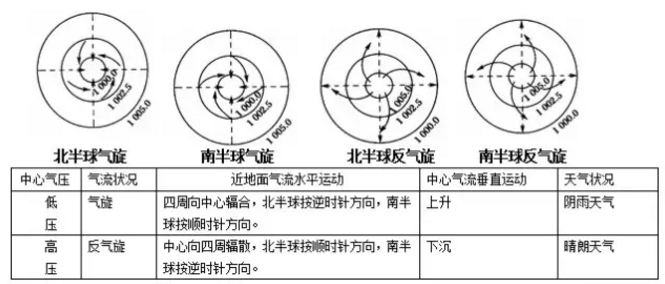 1 000.0
1 002.5
1 005.0
1 000.0
1 002.5
1 005.0
1 005.0
1 002.5
1 000.0
1 005.0
1 002.5
1 000.0
北半球气旋 南半球气旋 北半球反气旋 南半球反气旋
中心气压 气流状况 近地面气流水平运动 中心气流垂直运动 天气状况
低 气旋 四周向中心辐合，北半球按逆时针方向，南半 上升 阴雨天气
压 球按顺时针方向。
高 反气旋 中心向四周辐散，北半球按顺时针方向，南半 下沉 晴朗天气
压 球按逆时针方向。